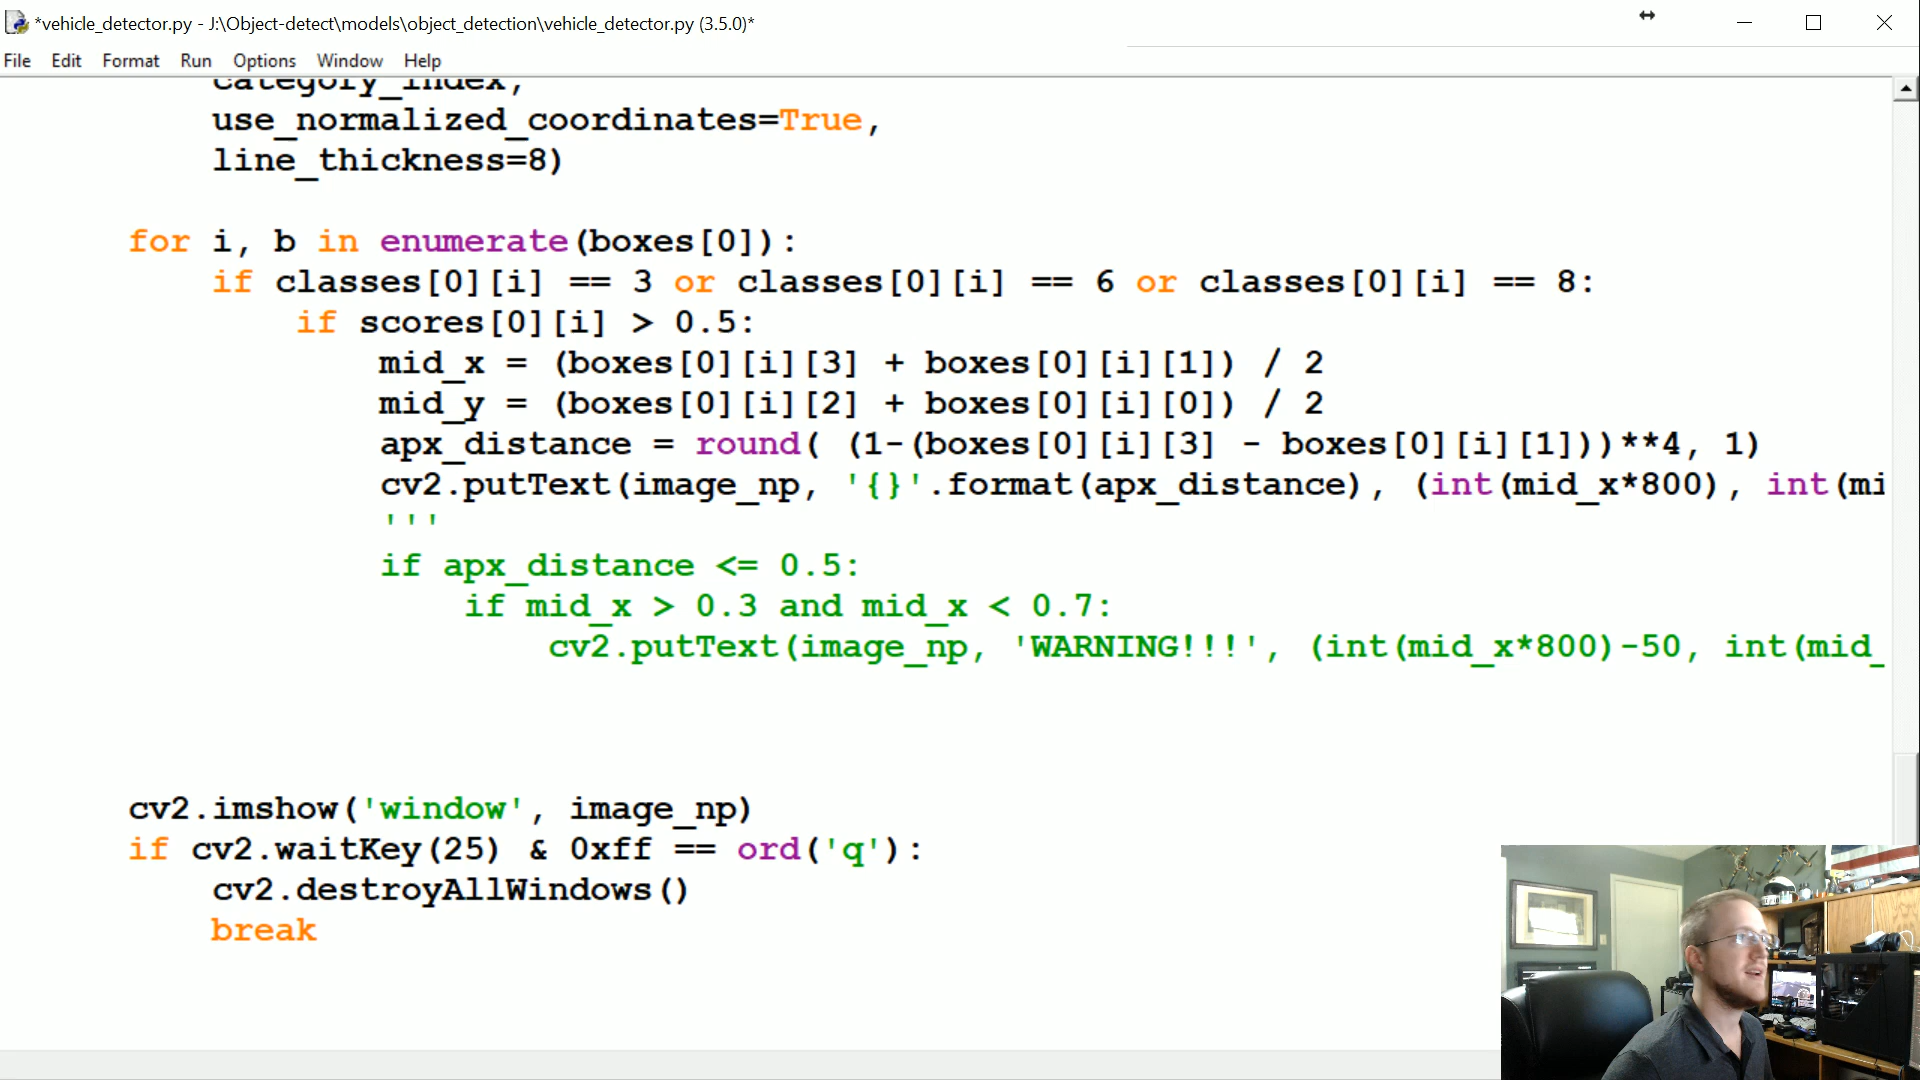 *vehicle_detector.py - J:\Object-detect\models\object_detection\vehicle_detector.py (3.5.0)*
File Edit Format Run Options Window Help
category_index,
use_normalized_coordinates=True,
line_thickness=8)
for i, b in enumerate(boxes[0]):
if classes[0][i] == 3 or classes[0][i] == 6 or classes[0][i] == 8:
if scores[0][i] > 0.5:
mid_x = (boxes[0][i][3] + boxes[0][i][1]) / 2
mid_y = (boxes[0][i][2] + boxes[0][i][0]) / 2
apx_distance = round( (1-(boxes[0][i][3] - boxes[0][i][1]))**4, 1)
cv2.putText(image_np, '{}'.format(apx_distance), (int(mid_x*800), int(mi
'''
if apx_distance <= 0.5:
if mid_x > 0.3 and mid_x < 0.7:
cv2.putText(image_np, 'WARNING!!!', (int(mid_x*800)-50, int(mid_
cv2.imshow('window', image_np)
if cv2.waitKey(25) & 0xff == ord('q'):
cv2.destroyAllWindows()
break